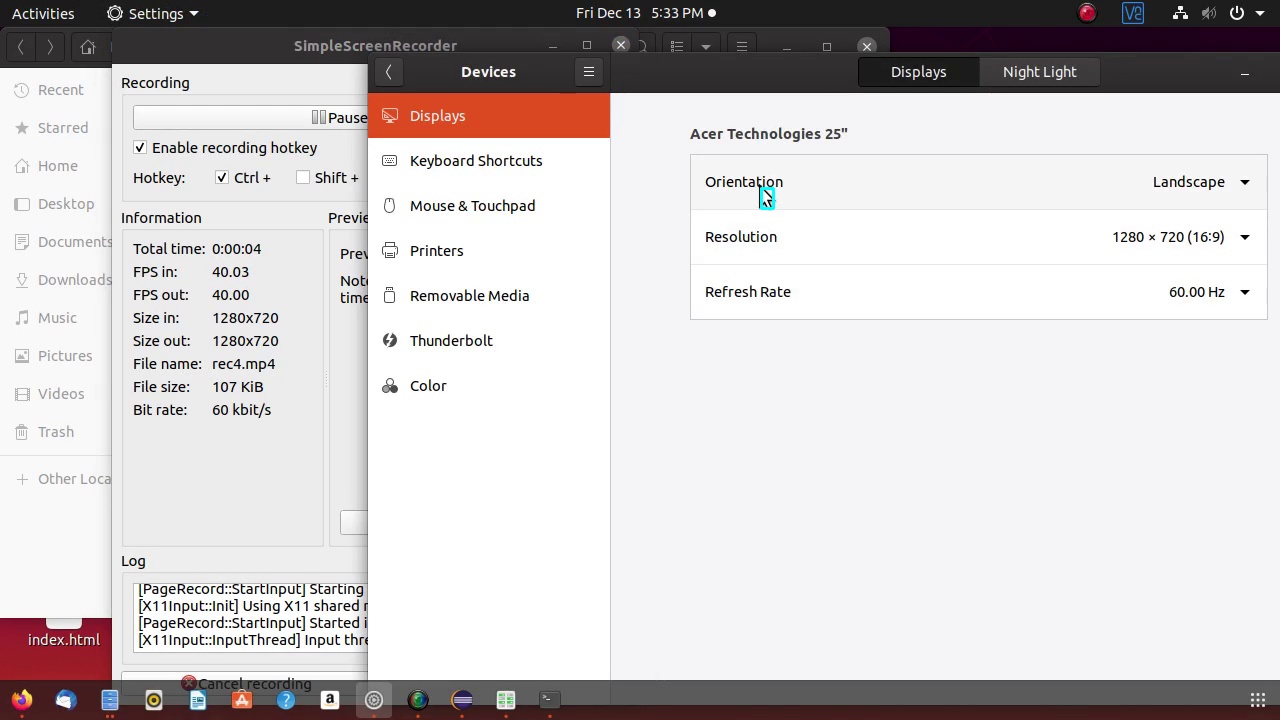 Activities
Settings
Fri Dec 13 5:33 PM
V2
SimpleScreenRecorder
Devices
Displays
Night Light
Recent
Starred
Home
Desktop
Documents
Downloads
Music
Pictures
Videos
Trash
Other Loca
index.html
Recording
Pause
Enable recording hotkey
Hotkey: Ctrl + Shift +
Information
Total time: 0:00:04
FPS in: 40.03
FPS out: 40.00
Size in: 1280x720
Size out: 1280x720
File name: rec4.mp4
File size: 107 KiB
Bit rate: 60 kbit/s
Previe
Prev
Note
time
Log
[PageRecord::StartInput] Starting
[X11Input::Init] Using X11 shared
[PageRecord::StartInput] Started i
[X11Input::InputThread] Input thre
Cancel recording
Displays
Keyboard Shortcuts
Mouse & Touchpad
Printers
Removable Media
Thunderbolt
Color
Acer Technologies 25"
Orientation Landscape
Resolution 1280 × 720 (16:9)
Refresh Rate 60.00 Hz